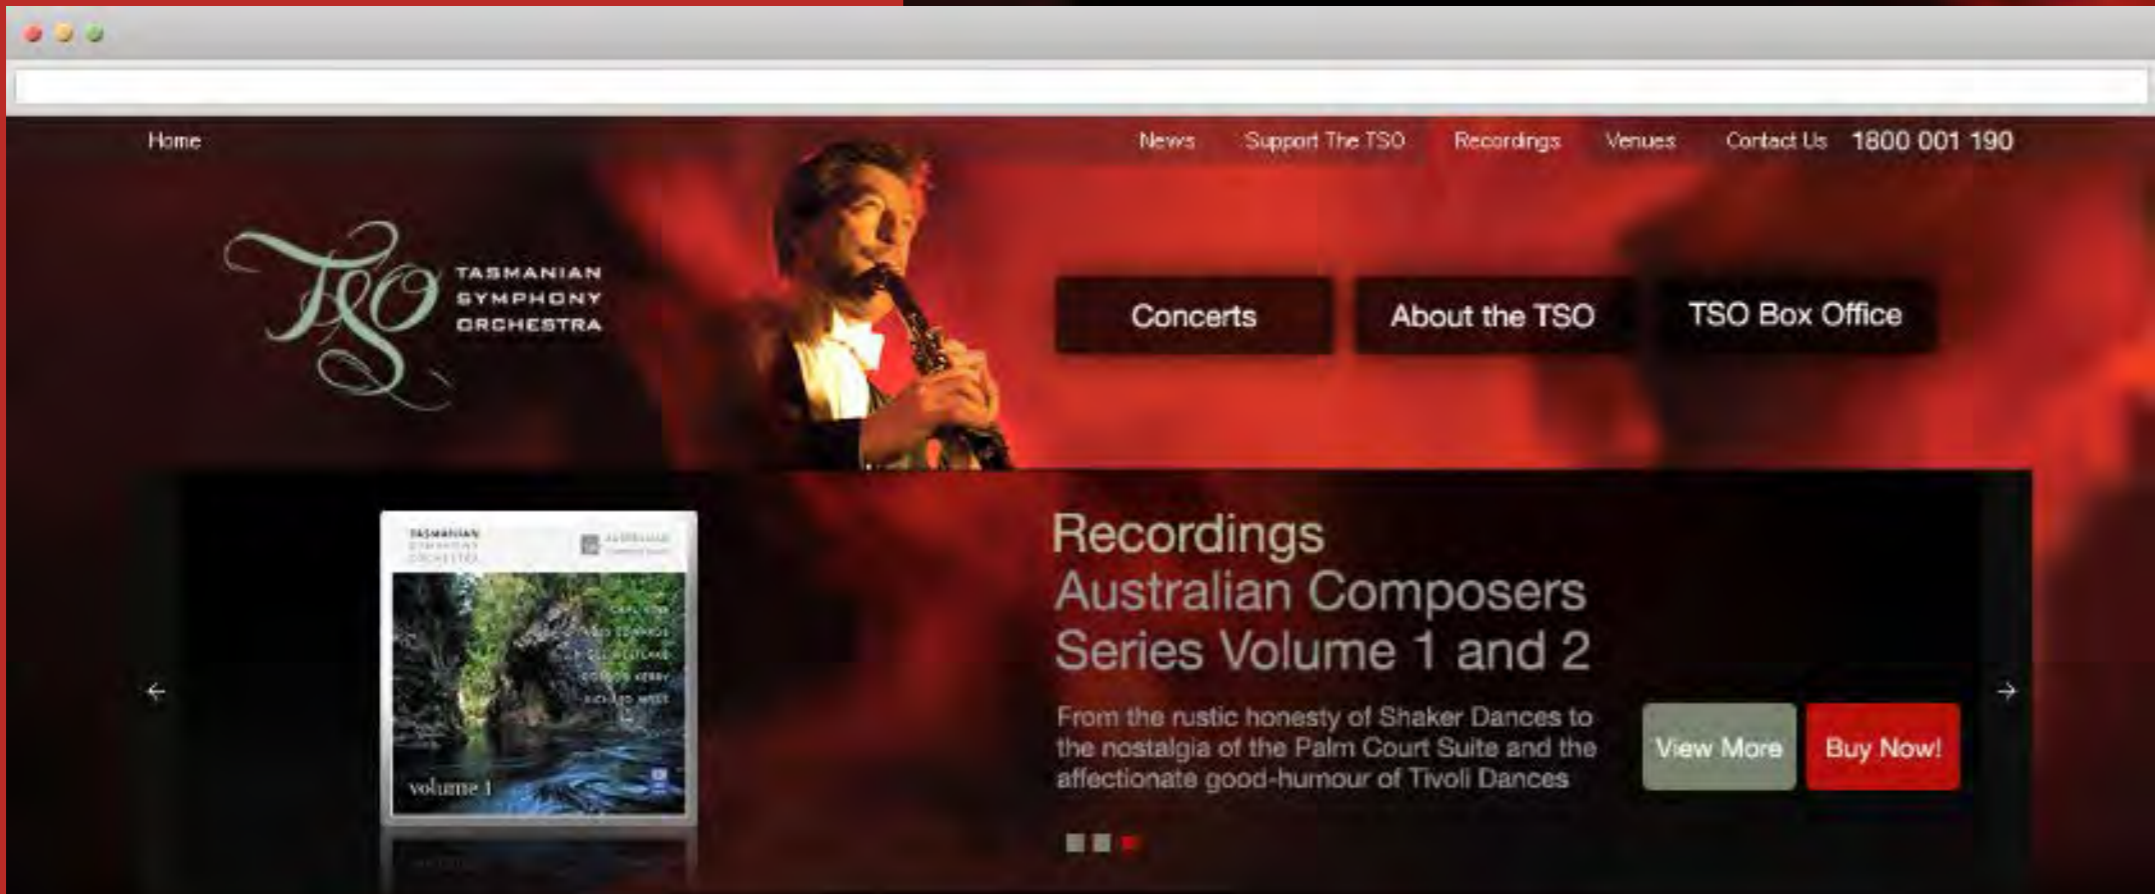 Home
News
Support The TSO
Recordings
Venues
Contact Us
1800 001 190
TSO
TASMANIAN
SYMPHONY
ORCHESTRA
Concerts
About the TSO
TSO Box Office
TASMANIAN
SYMPHONY
ORCHESTRA
volume 1
Recordings
Australian Composers
Series Volume 1 and 2
From the rustic honesty of Shaker Dances to
the nostalgia of the Palm Court Suite and the
affectionate good-humour of Tivoli Dances
View More
Buy Now!